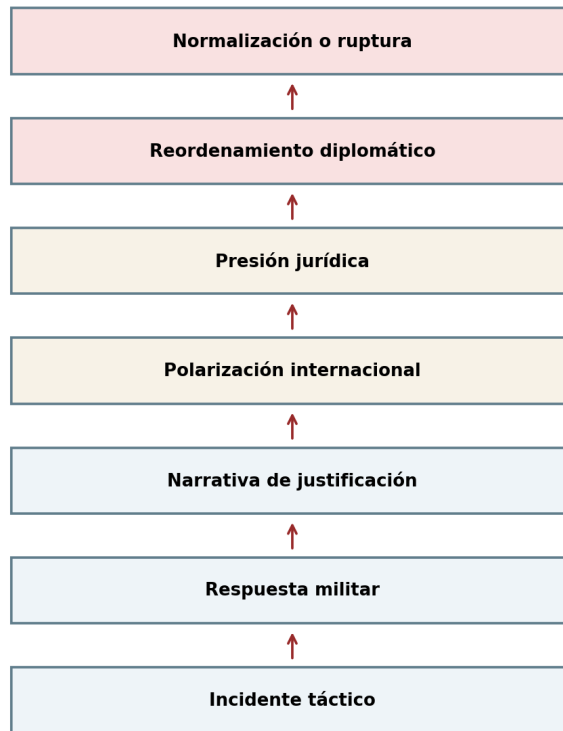 Normalización o ruptura
Reordenamiento diplomático
Presión jurídica
Polarización internacional
Narrativa de justificación
Respuesta militar
Incidente táctico